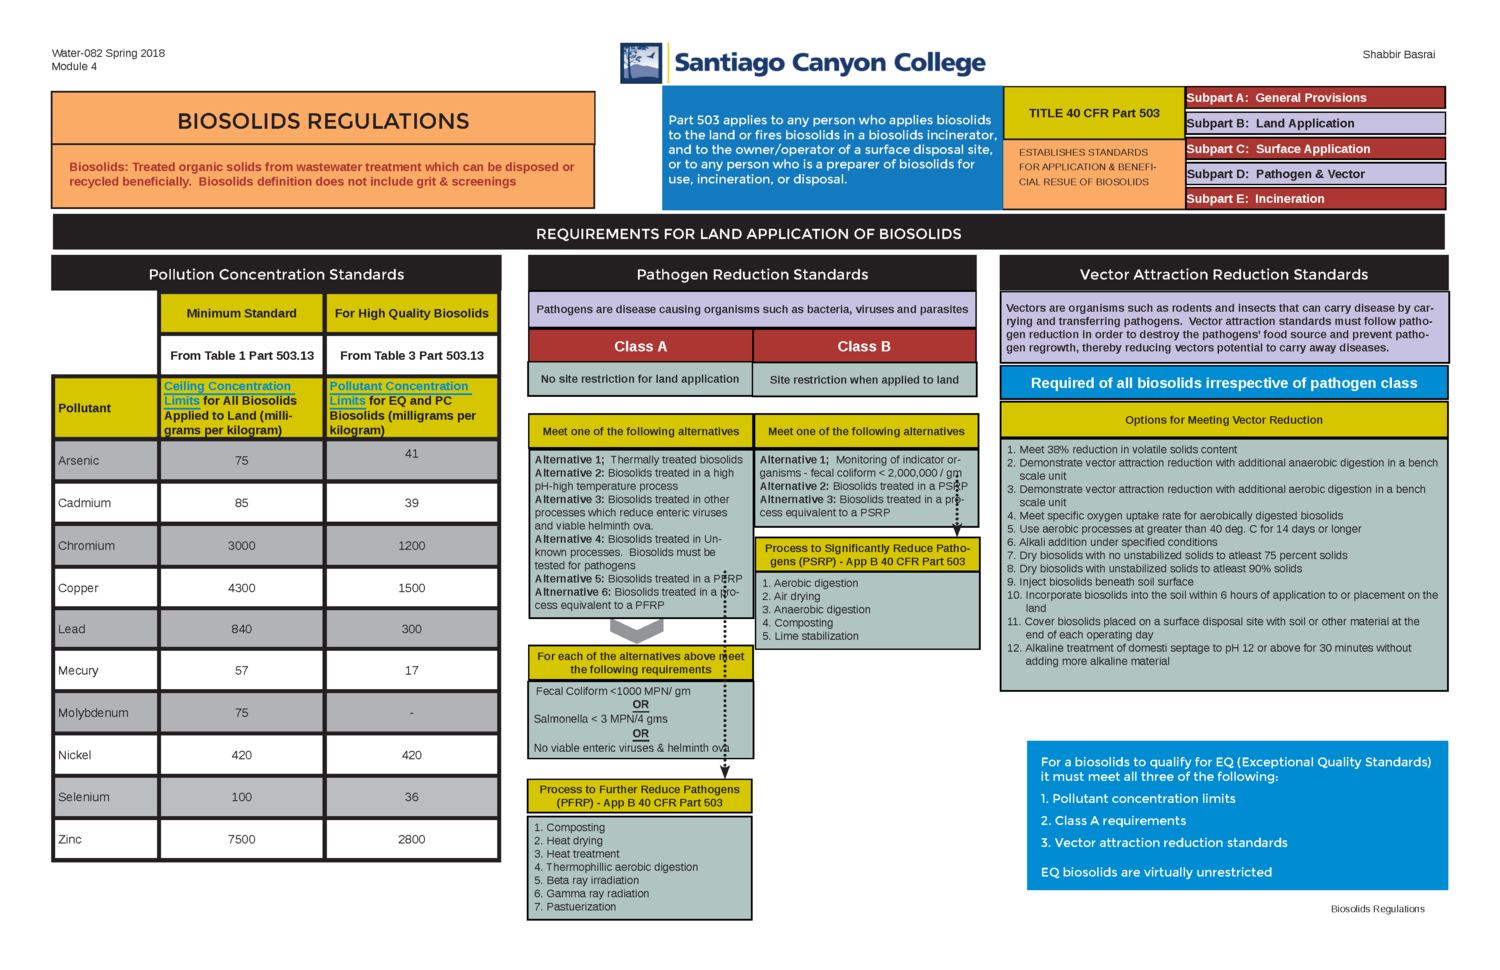 Water-082 Spring 2018
Module 4
Santiago Canyon College
Shabbir Basrai
BIOSOLIDS REGULATIONS
Biosolids: Treated organic solids from wastewater treatment which can be disposed or
recycled beneficially. Biosolids definition does not include grit & screenings
Part 503 applies to any person who applies biosolids
to the land or fires biosolids in a biosolids incinerator,
and to the owner/operator of a surface disposal site,
or to any person who is a preparer of biosolids for
use, incineration, or disposal.
TITLE 40 CFR Part 503
ESTABLISHES STANDARDS
FOR APPLICATION & BENEFI-
CIAL RESUE OF BIOSOLIDS
Subpart A: General Provisions
Subpart B: Land Application
Subpart C: Surface Application
Subpart D: Pathogen & Vector
Subpart E: Incineration
REQUIREMENTS FOR LAND APPLICATION OF BIOSOLIDS
Pollution Concentration Standards
Minimum Standard
For High Quality Biosolids
From Table 1 Part 503.13
From Table 3 Part 503.13
Pollutant
Ceiling Concentration
Limits for All Biosolids
Applied to Land (milli-
grams per kilogram)
Pollutant Concentration
Limits for EQ and PC
Biosolids (milligrams per
kilogram)
Arsenic 75 41
Cadmium 85 39
Chromium 3000 1200
Copper 4300 1500
Lead 840 300
Mecury 57 17
Molybdenum 75 -
Nickel 420 420
Selenium 100 36
Zinc 7500 2800
Pathogen Reduction Standards
Pathogens are disease causing organisms such as bacteria, viruses and parasites
Class A
Class B
No site restriction for land application
Site restriction when applied to land
Meet one of the following alternatives
Alternative 1; Thermally treated biosolids
Alternative 2: Biosolids treated in a high
pH-high temperature process
Alternative 3: Biosolids treated in other
processes which reduce enteric viruses
and viable helminth ova.
Alternative 4: Biosolids treated in Un-
known processes. Biosolids must be
tested for pathogens
Alternative 5: Biosolids treated in a PFRP
Altnernative 6: Biosolids treated in a pro-
cess equivalent to a PFRP
For each of the alternatives above meet
the following requirements
Fecal Coliform <1000 MPN/ gm
OR
Salmonella < 3 MPN/4 gms
OR
No viable enteric viruses & helminth ova
Process to Further Reduce Pathogens
(PFRP) - App B 40 CFR Part 503
1. Composting
2. Heat drying
3. Heat treatment
4. Thermophillic aerobic digestion
5. Beta ray irradiation
6. Gamma ray radiation
7. Pastuerization
Meet one of the following alternatives
Alternative 1; Monitoring of indicator or-
ganisms - fecal coliform < 2,000,000 / gm
Alternative 2: Biosolids treated in a PSRP
Altnernative 3: Biosolids treated in a pro-
cess equivalent to a PSRP
Process to Significantly Reduce Patho-
gens (PSRP) - App B 40 CFR Part 503
1. Aerobic digestion
2. Air drying
3. Anaerobic digestion
4. Composting
5. Lime stabilization
Vector Attraction Reduction Standards
Vectors are organisms such as rodents and insects that can carry disease by car-
rying and transferring pathogens. Vector attraction standards must follow patho-
gen reduction in order to destroy the pathogens' food source and prevent patho-
gen regrowth, thereby reducing vectors potential to carry away diseases.
Required of all biosolids irrespective of pathogen class
Options for Meeting Vector Reduction
1. Meet 38% reduction in volatile solids content
2. Demonstrate vector attraction reduction with additional anaerobic digestion in a bench
scale unit
3. Demonstrate vector attraction reduction with additional aerobic digestion in a bench
scale unit
4. Meet specific oxygen uptake rate for aerobically digested biosolids
5. Use aerobic processes at greater than 40 deg. C for 14 days or longer
6. Alkali addition under specified conditions
7. Dry biosolids with no unstabilized solids to atleast 75 percent solids
8. Dry biosolids with unstabilized solids to atleast 90% solids
9. Inject biosolids beneath soil surface
10. Incorporate biosolids into the soil within 6 hours of application to or placement on the
land
11. Cover biosolids placed on a surface disposal site with soil or other material at the
end of each operating day
12. Alkaline treatment of domesti septage to pH 12 or above for 30 minutes without
adding more alkaline material
For a biosolids to qualify for EQ (Exceptional Quality Standards)
it must meet all three of the following:
1. Pollutant concentration limits
2. Class A requirements
3. Vector attraction reduction standards
EQ biosolids are virtually unrestricted
Biosolids Regulations